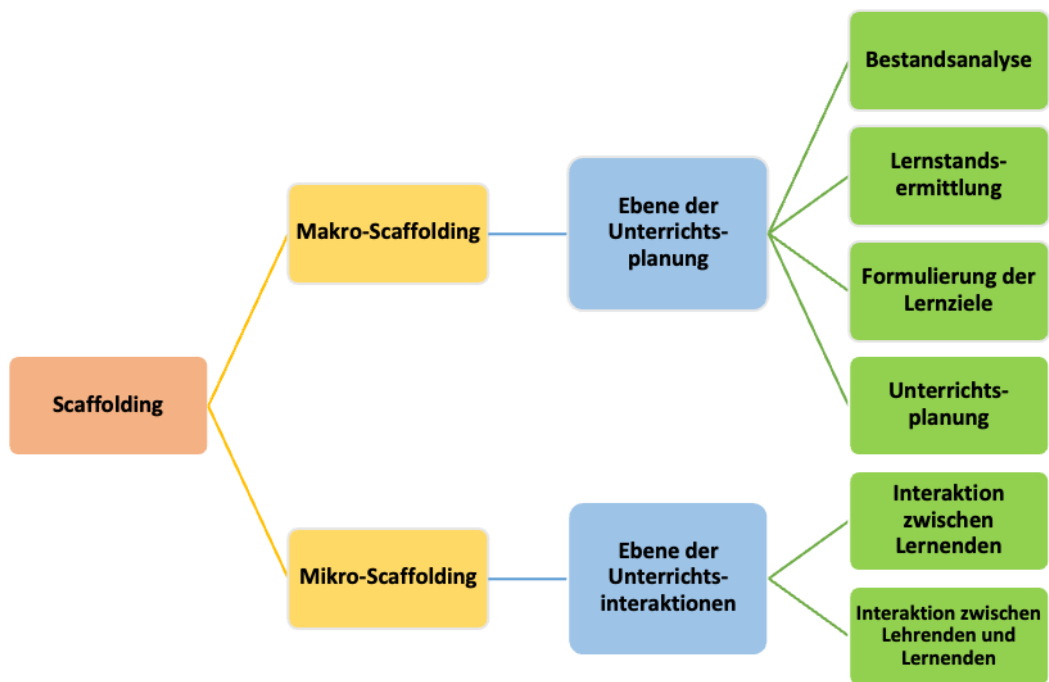 Scaffolding
Makro-Scaffolding
Ebene der
Unterrichts-
planung
Bestandsanalyse
Lernstands-
ermittlung
Formulierung der
Lernziele
Unterrichts-
planung
Mikro-Scaffolding
Ebene der
Unterrichts-
interaktionen
Interaktion
zwischen
Lernenden
Interaktion zwischen
Lehrenden und
Lernenden